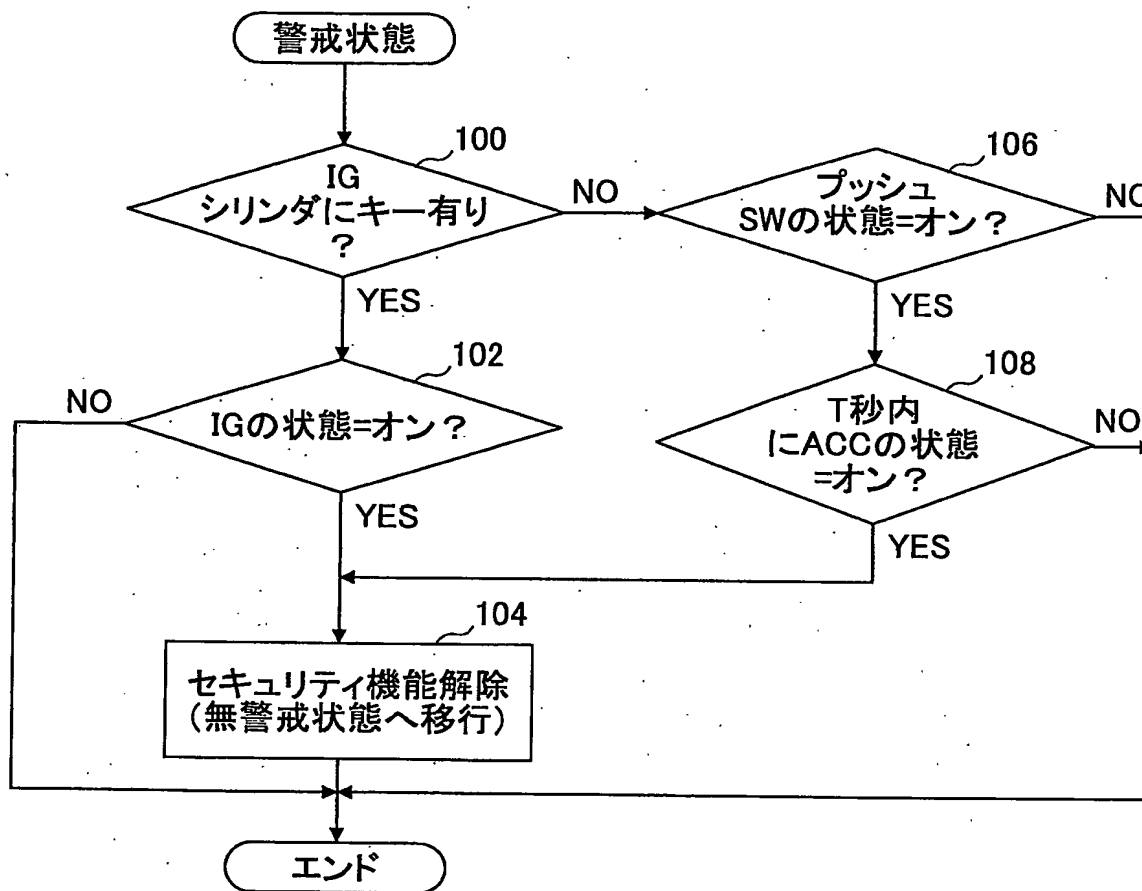 警戒状態
100
IG
シリンダにキー有り
?
NO
106
プッシュ
SWの状態=オン?
NO
YES
YES
102
IGの状態=オン?
NO
108
T秒内
にACCの状態
=オン?
NO
YES
YES
104
セキュリティ機能解除
(無警戒状態へ移行)
エンド